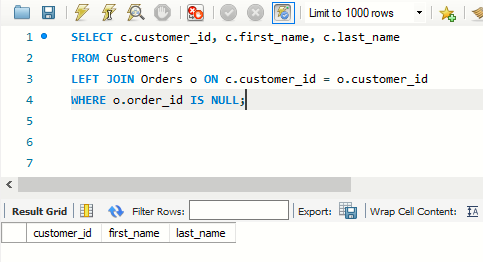 Limit to 1000 rows
1 SELECT c.customer_id, c.first_name, c.last_name
2 FROM Customers c
3 LEFT JOIN Orders o ON c.customer_id = o.customer_id
4 WHERE o.order_id IS NULL;
5
6
7
Result Grid Filter Rows: Export: Wrap Cell Content:
customer_id first_name last_name